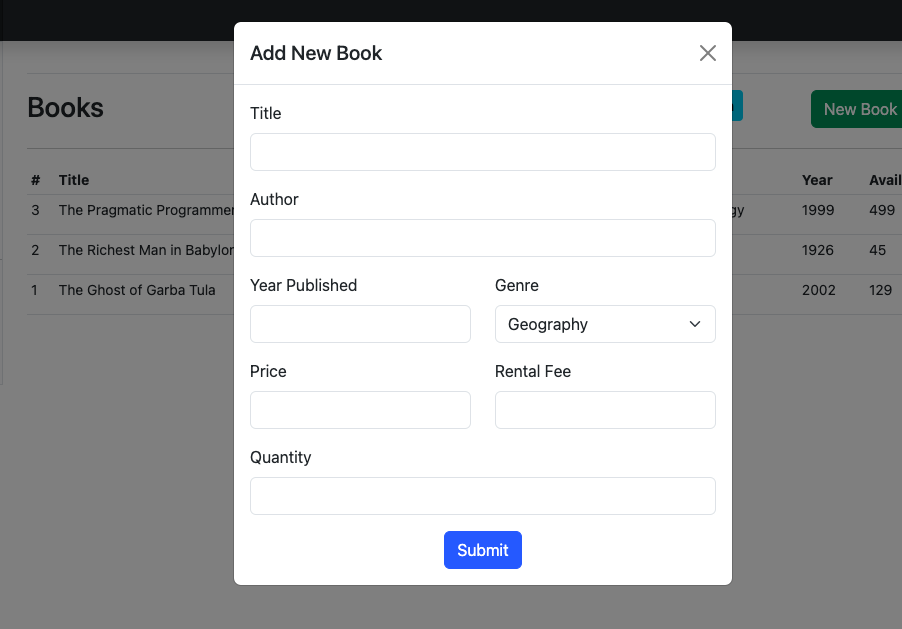 Add New Book
Title
Books
New Book
Author
# Title Year
3 The Pragmatic Programmer 1999 499
2 The Richest Man in Babylon 1926 45
1 The Ghost of Garba Tula 2002 129
Year Published Genre
Geography
Price Rental Fee
Quantity
Submit